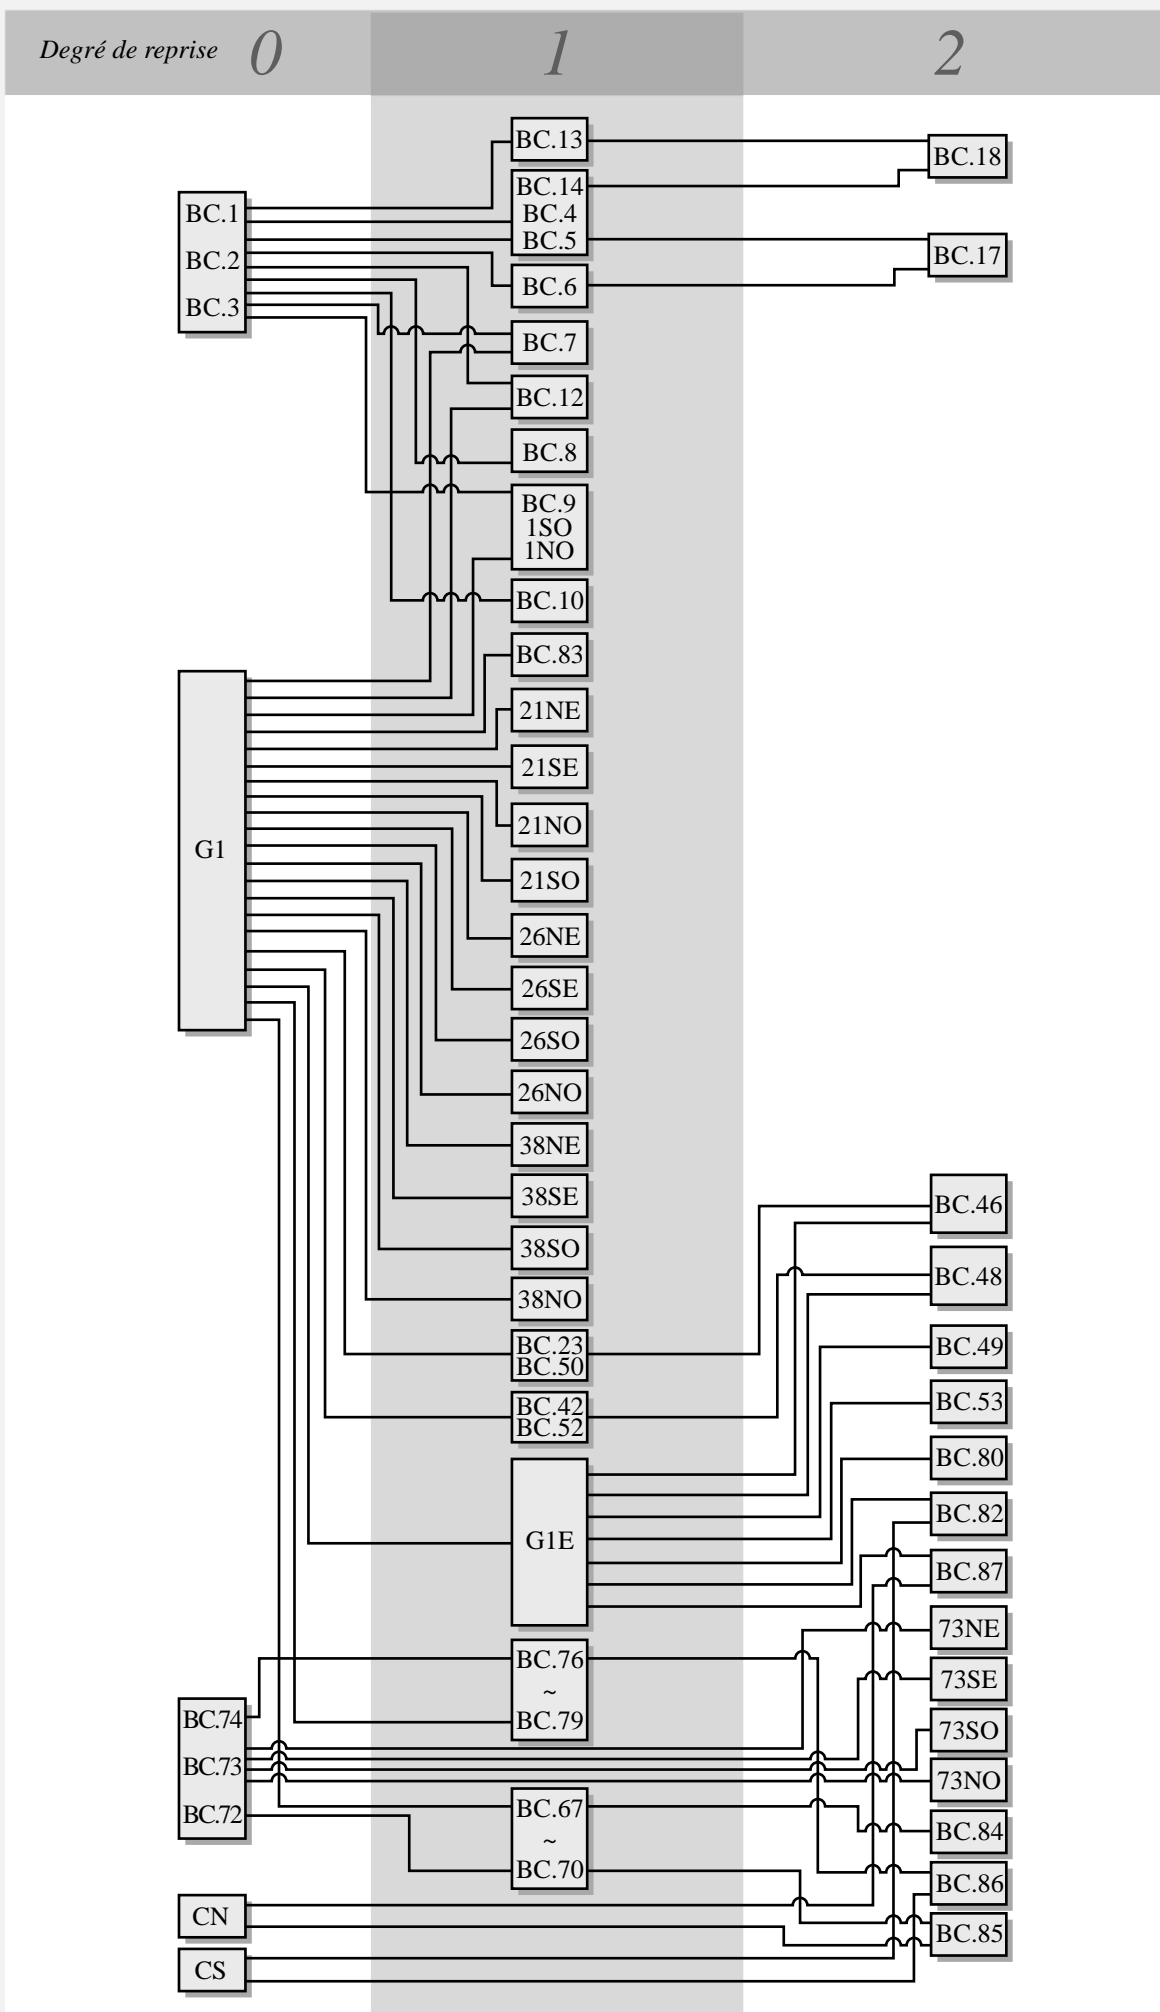 Degré de reprise 0 1 2
BC.1
BC.2
BC.3
G1
BC.74
BC.73
BC.72
CN
CS
BC.13
BC.14
BC.4
BC.5
BC.6
BC.7
BC.12
BC.8
BC.9
1SO
1NO
BC.10
BC.83
21NE
21SE
21NO
21SO
26NE
26SE
26SO
26NO
38NE
38SE
38SO
38NO
BC.23
BC.50
BC.42
BC.52
G1E
BC.76
~
BC.79
BC.67
~
BC.70
BC.18
BC.17
BC.46
BC.48
BC.49
BC.53
BC.80
BC.82
BC.87
73NE
73SE
73SO
73NO
BC.84
BC.86
BC.85